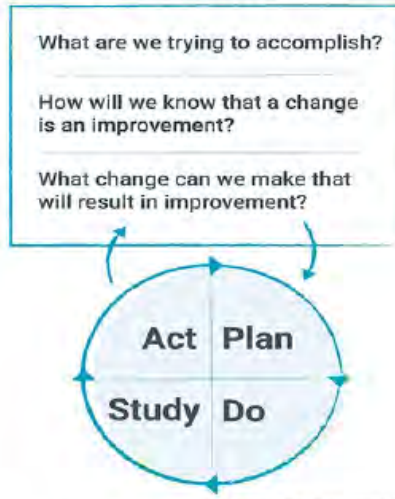 What are we trying to accomplish?
How will we know that a change
is an improvement?
What change can we make that
will result in improvement?
Act Plan
Study Do